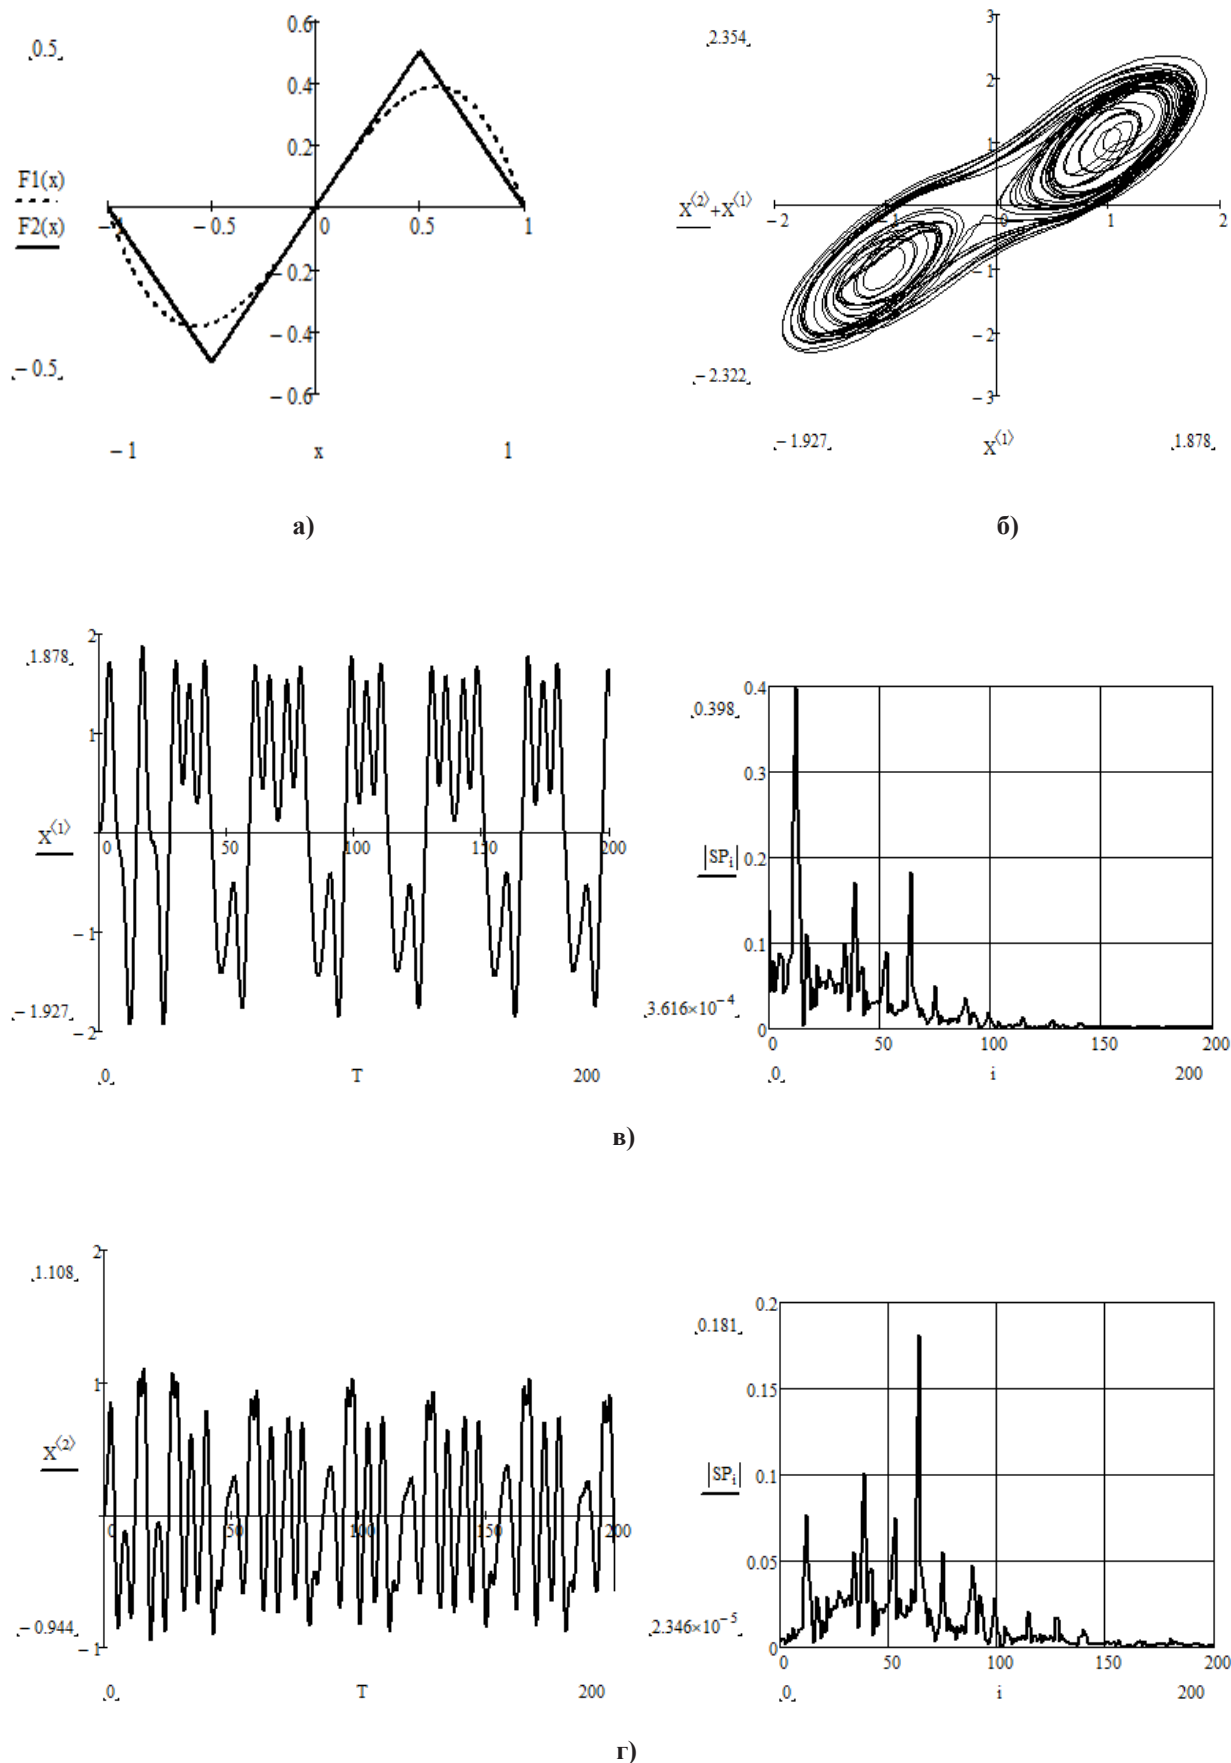 0.6
0.5
0.4
0.2
F1(x)
F2(x)
−1 −0.5 0 0.5 1
−0.2
−0.4
−0.5
−0.6
−1 x 1
а)
3
2.354
2
1
X⟨2⟩+X⟨1⟩
−2 −1 0 1 2
−1
−2
−2.322
−3
−1.927 X⟨1⟩ 1.878
б)
2
1.878
1
X⟨1⟩
0 50 100 150 200
−1
−1.927
−2
0 T 200
0.4
0.398
0.3
|SPi| 0.2
0.1
3.616×10−4
0
0 50 100 150 200
0 i 200
в)
2
1.108
1
X⟨2⟩
0 50 100 150 200
−0.944
−1
0 T 200
0.2
0.181
0.15
|SPi| 0.1
0.05
2.346×10−5
0
0 50 100 150 200
0 i 200
г)